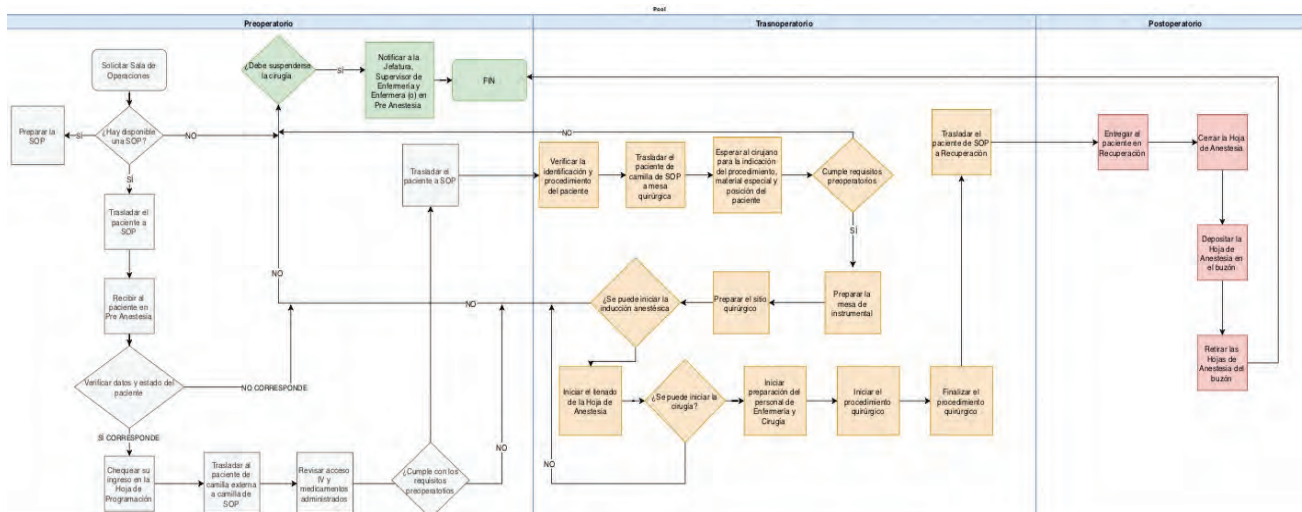 Pool
Preoperatorio
Trasnoperatorio
Postoperatorio
Solicitar Sala de
Operaciones
¿Hay disponible
una SOP?
SÍ
Preparar la
SOP
NO
SÍ
Trasladar el
paciente a
SOP
Recibir al
paciente en
Pre Anestesia
Verificar datos y estado del
paciente
NO CORRESPONDE
SÍ CORRESPONDE
Chequear su
ingreso en la
Hoja de
Programación
Trasladar al
paciente de
camilla externa
a camilla de
SOP
Revisar acceso
IV y
medicamentos
administrados
¿Cumple con los
requisitos
preoperatotios
NO
Trasladar el
paciente a SOP
¿Debe suspenderse
la cirugía
SÍ
Notificar a la
Jefatura,
Supervisor de
Enfermería y
Enfermera (o) en
Pre Anestesia
FIN
NO
NO
Verificar la
identificación y
procedimiento
del paciente
Trasladar el
paciente de
camilla de SOP
a mesa
quirúrgica
Esperar al cirujano
para la indicación
del procedimiento,
material especial y
posición del
paciente
Cumple requisitos
preoperatorios
NO
SÍ
Preparar la
mesa de
instrumental
Preparar el sitio
quirúrgico
¿Se puede iniciar la
inducción anestésica
Iniciar el llenado
de la Hoja de
Anestesia
¿Se puede iniciar la
cirugía?
NO
Iniciar
preparación del
personal de
Enfermería y
Cirugía
Iniciar el
procedimiento
quirúrgico
Finalizar el
procedimiento
quirúrgico
Trasladar el
paciente de SOP
a Recuperación
Entregar el
paciente en
Recuperación
Cerrar la Hoja
de Anestesia
Depositar la
Hoja de
Anestesia en
el buzón
Retirar las
Hojas de
Anestesia del
buzón